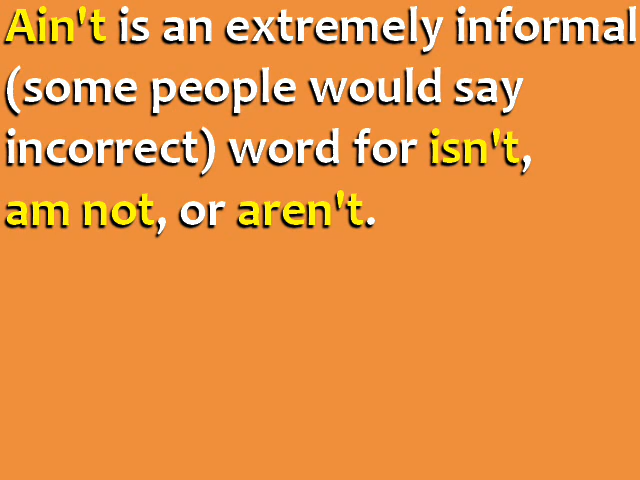 Ain't is an extremely informal
(some people would say
incorrect) word for isn't,
am not, or aren't.